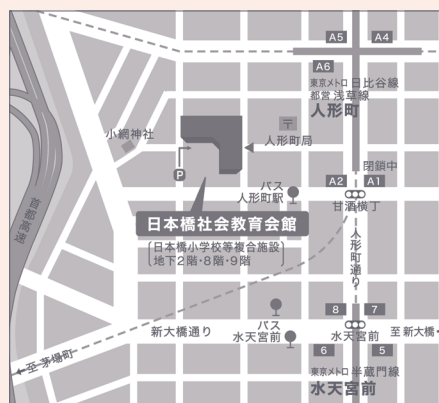 A5
A4
A6
東京メトロ 日比谷線
都営 浅草線
人形町
小網神社
〒
人形町局
P
閉鎖中
バス
人形町駅
A2
A1
甘酒横丁
日本橋社会教育会館
日本橋小学校等複合施設
地下2階・8階・9階
人形町通り
首都高速
8
7
新大橋通り
バス
水天宮前
水天宮前
至新大橋
6
5
至茅場町
東京メトロ 半蔵門線
水天宮前